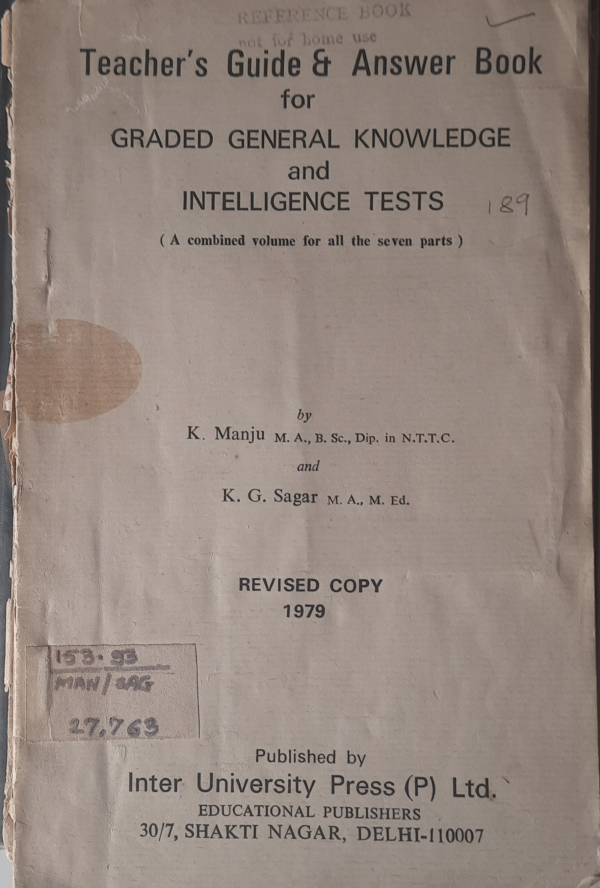 REFERENCE BOOK
not for home use
Teacher's Guide & Answer Book
for
GRADED GENERAL KNOWLEDGE
and
INTELLIGENCE TESTS
189
( A combined volume for all the seven parts )
by
K. Manju M. A., B. Sc., Dip. in N.T.T.C.
and
K. G. Sagar M. A., M. Ed.
REVISED COPY
1979
153.93
MAN/SAG
27,763
Published by
Inter University Press (P) Ltd.
EDUCATIONAL PUBLISHERS
30/7, SHAKTI NAGAR, DELHI-110007